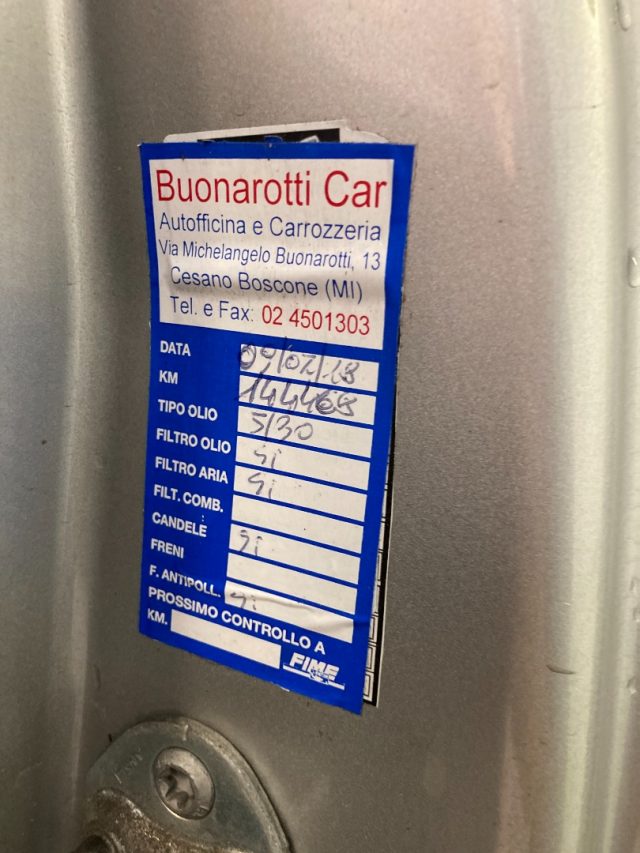 Buonarotti Car
Autofficina e Carrozzeria
Via Michelangelo Buonarotti, 13
Cesano Boscone (MI)
Tel. e Fax: 02 4501303
DATA 09/02/18
KM 144468
TIPO OLIO 5/30
FILTRO OLIO si
FILTRO ARIA si
FILT. COMB.
CANDELE si
FRENI
F. ANTIPOLL. si
PROSSIMO CONTROLLO A
KM.
FIME